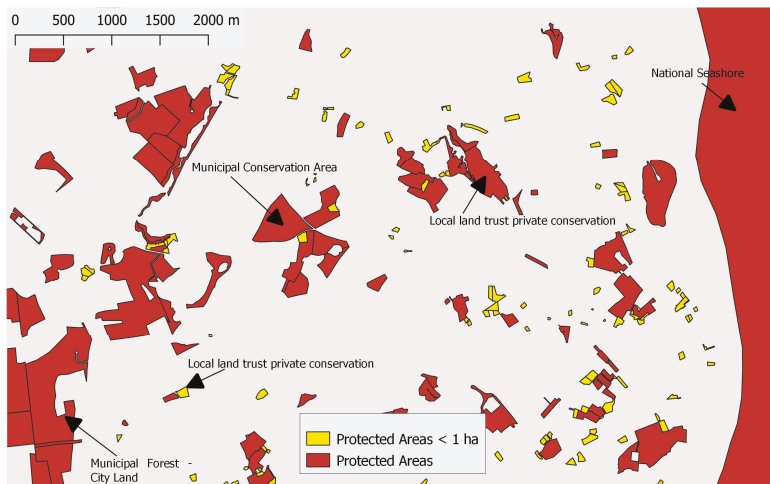 0 500 1000 2000 m
National Seashore
Municipal Conservation Area
Local land trust private conservation
Local land trust private conservation
Protected Areas < 1 ha
Protected Areas
Municipal Forest -
City Land